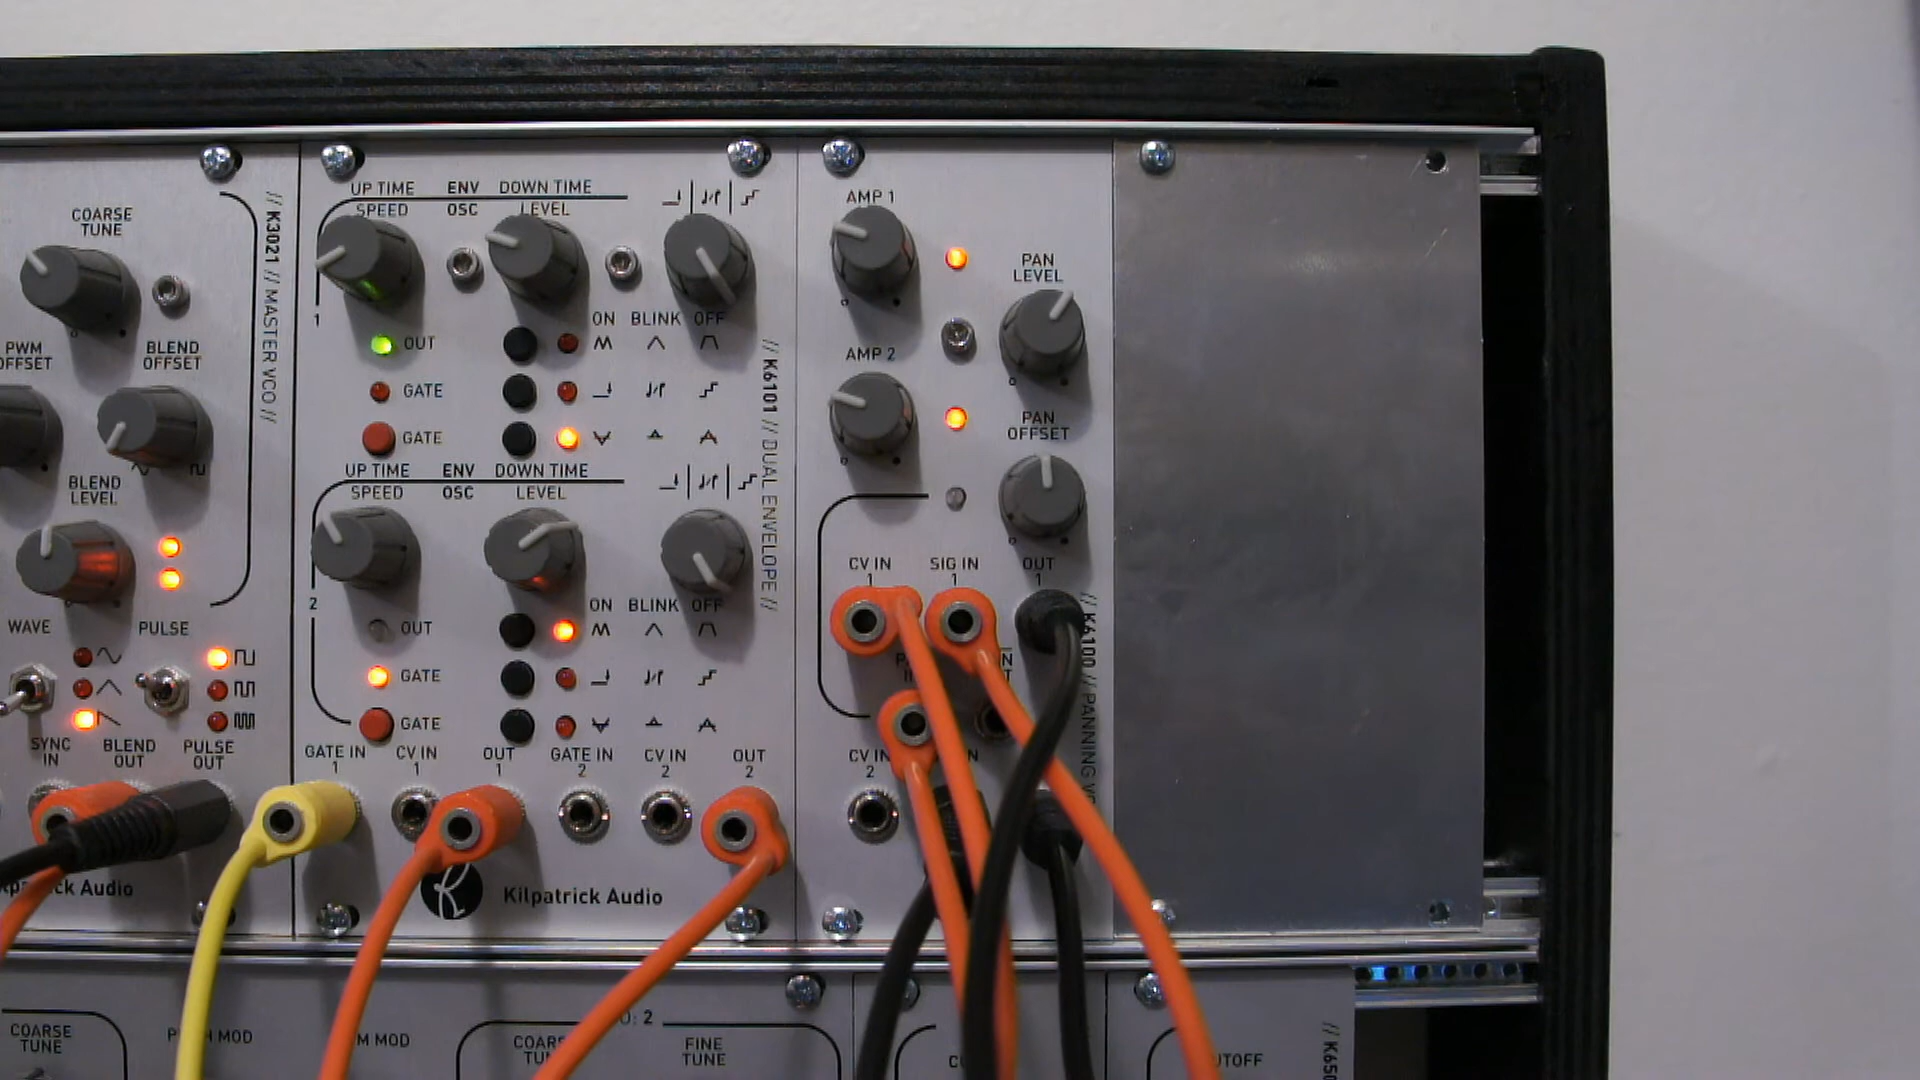 COARSE
TUNE
PWM
OFFSET
BLEND
OFFSET
BLEND
LEVEL
WAVE
PULSE
SYNC
IN
BLEND
OUT
PULSE
OUT
// K3021 // MASTER VCO //
Audio
UP TIME ENV DOWN TIME
SPEED OSC LEVEL
1
ON BLINK OFF
OUT
GATE
GATE
UP TIME ENV DOWN TIME
SPEED OSC LEVEL
2
ON BLINK OFF
OUT
GATE
GATE
GATE IN
1
CV IN
1
OUT
1
GATE IN
2
CV IN
2
OUT
2
// K6101 // DUAL ENVELOPE //
K Kilpatrick Audio
AMP 1
PAN
LEVEL
AMP 2
PAN
OFFSET
CV IN
1
SIG IN
1
OUT
1
CV IN
2
// K6100 // PANNING
COARSE
TUNE
MOD
MOD
2
FINE
TUNE